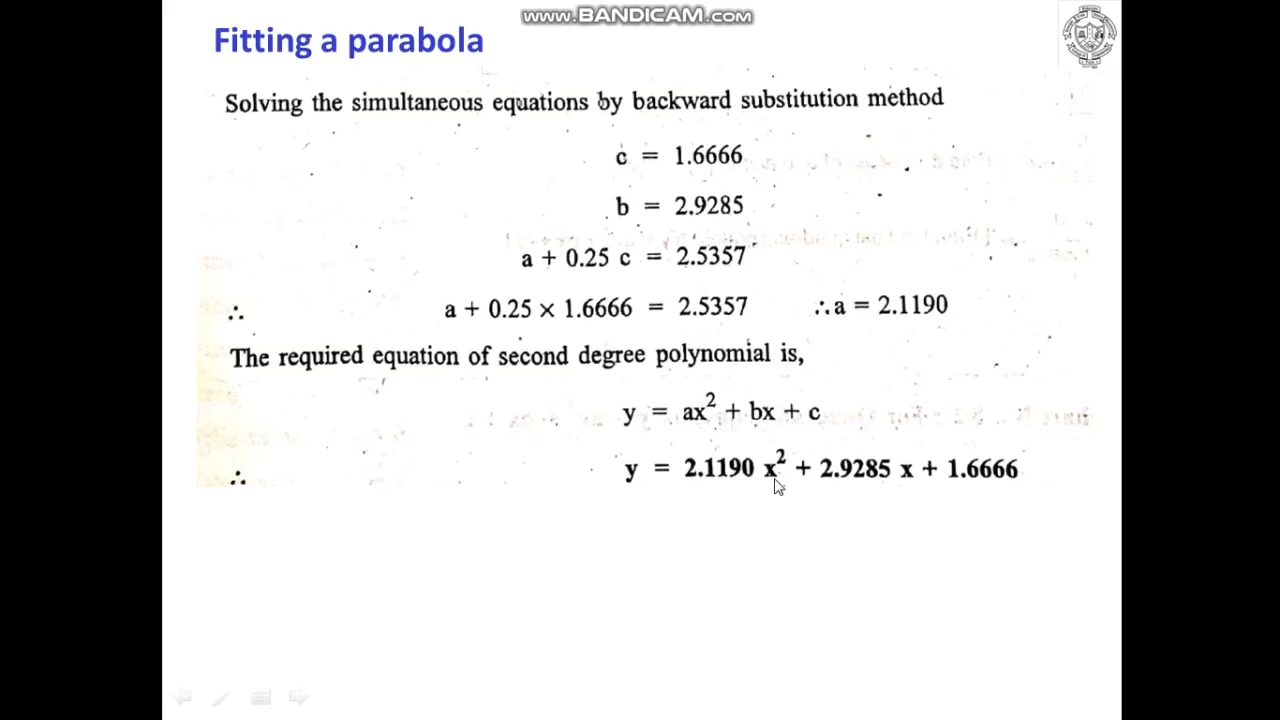 www.BANDICAM.com
Fitting a parabola
Solving the simultaneous equations by backward substitution method
c = 1.6666
b = 2.9285
a + 0.25 c = 2.5357
∴ a + 0.25 × 1.6666 = 2.5357 ∴ a = 2.1190
The required equation of second degree polynomial is,
y = ax² + bx + c
∴ y = 2.1190 x² + 2.9285 x + 1.6666